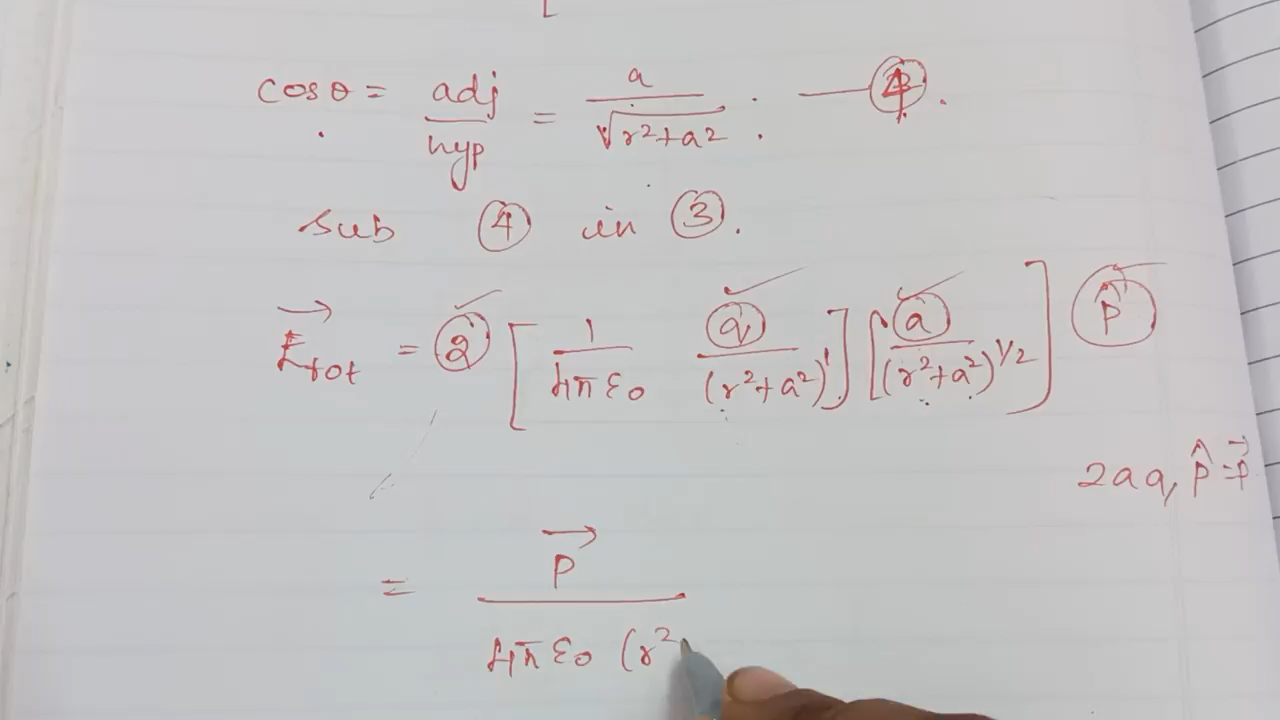 cos θ = adj/hyp = a/√(r²+a²) : — ④.
sub ④ in ③.
→E tot = 2 [ 1/4πε₀ q/(r²+a²)¹ ] [ a/(r²+a²)^1/2 ] p̂
2aq, p̂ = →p
= →p / 4πε₀ (r²